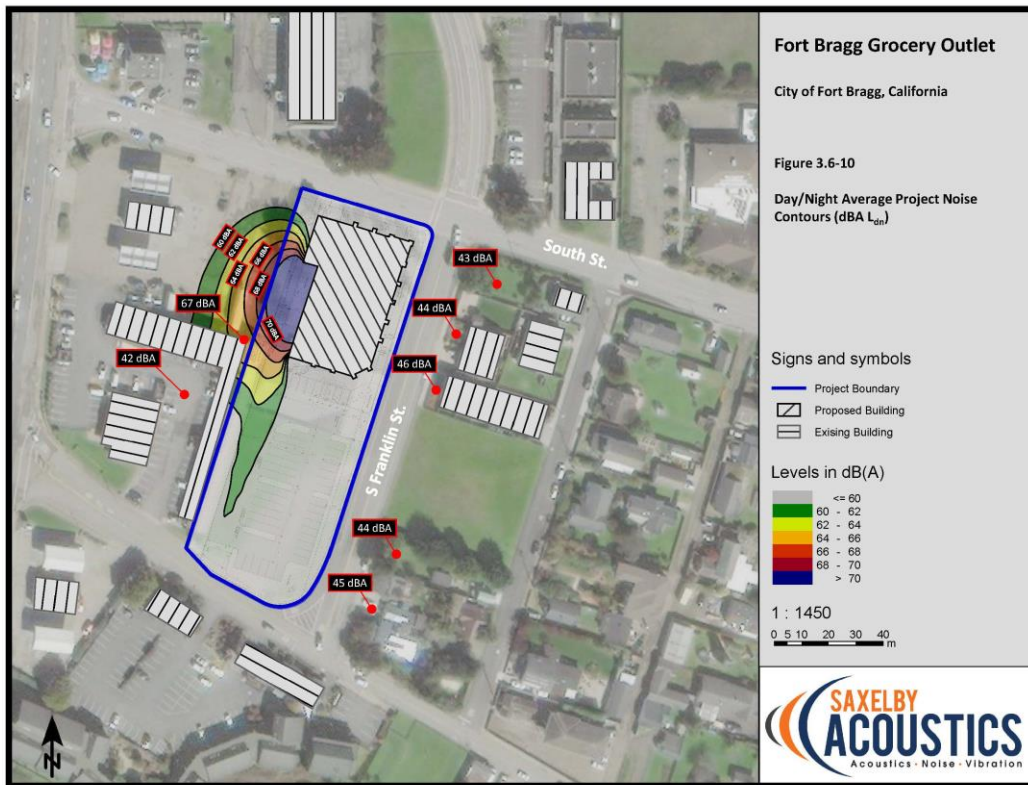 Fort Bragg Grocery Outlet
City of Fort Bragg, California
Figure 3.6-10
Day/Night Average Project Noise
Contours (dBA Ldn)
South St.
S Franklin St.
60 dBA
62 dBA
64 dBA
66 dBA
68 dBA
70 dBA
67 dBA
42 dBA
43 dBA
44 dBA
46 dBA
44 dBA
45 dBA
N
Signs and symbols
Project Boundary
Proposed Building
Exising Building
Levels in dB(A)
<= 60
60 - 62
62 - 64
64 - 66
66 - 68
68 - 70
> 70
1 : 1450
0 5 10 20 30 40
m
SAXELBY
ACOUSTICS
Acoustics · Noise · Vibration